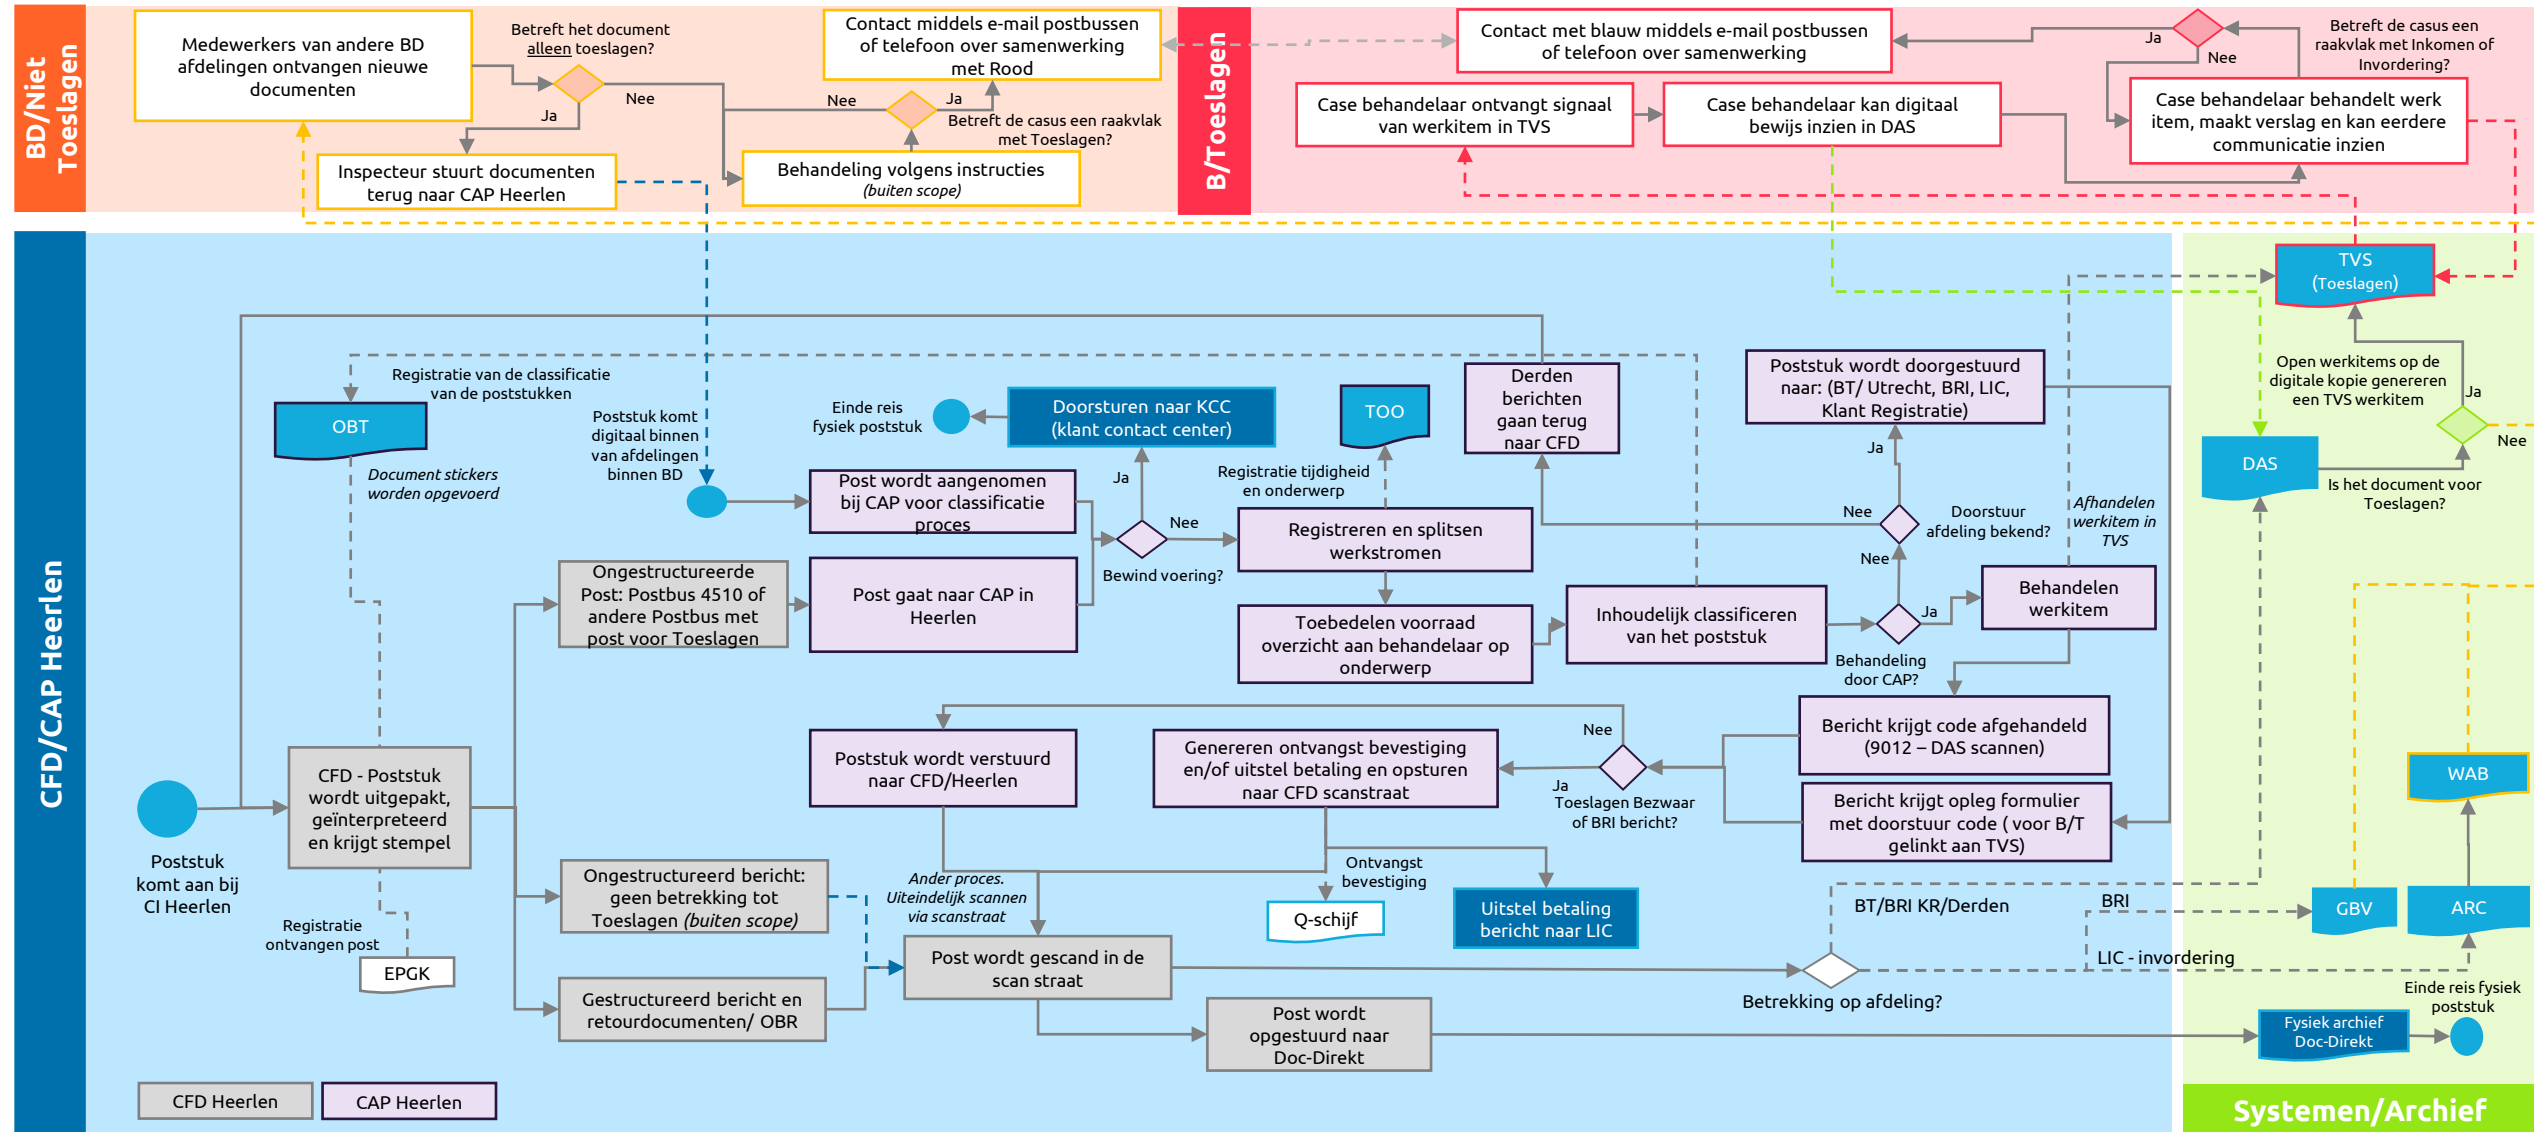 BD/Niet
Toeslagen
Medewerkers van andere BD
afdelingen ontvangen nieuwe
documenten
Betreft het document
alleen toeslagen?
Nee
Ja
Inspecteur stuurt documenten
terug naar CAP Heerlen
Contact middels e-mail postbussen
of telefoon over samenwerking
met Rood
Nee
Ja
Betreft de casus een raakvlak
met Toeslagen?
Behandeling volgens instructies
(buiten scope)
B/Toeslagen
Contact met blauw middels e-mail postbussen
of telefoon over samenwerking
Ja
Nee
Betreft de casus een
raakvlak met Inkomen of
Invordering?
Case behandelaar ontvangt signaal
van werkitem in TVS
Case behandelaar kan digitaal
bewijs inzien in DAS
Case behandelaar behandelt werk
item, maakt verslag en kan eerdere
communicatie inzien
CFD/CAP Heerlen
Registratie van de classificatie
van de poststukken
OBT
Document stickers
worden opgevoerd
Poststuk komt
digitaal binnen
van afdelingen
binnen BD
Einde reis
fysiek poststuk
Doorsturen naar KCC
(klant contact center)
Ja
TOO
Registratie tijdigheid
en onderwerp
Derden
berichten
gaan terug
naar CFD
Poststuk wordt doorgestuurd
naar: (BT/ Utrecht, BRI, LIC,
Klant Registratie)
Ja
Post wordt aangenomen
bij CAP voor classificatie
proces
Nee
Bewind voering?
Registreren en splitsen
werkstromen
Nee
Doorstuur
afdeling bekend?
Afhandelen
werkitem in
TVS
Nee
Ongestructureerde
Post: Postbus 4510 of
andere Postbus met
post voor Toeslagen
Post gaat naar CAP in
Heerlen
Toebedelen voorraad
overzicht aan behandelaar op
onderwerp
Inhoudelijk classificeren
van het poststuk
Ja
Behandeling
door CAP?
Behandelen
werkitem
Poststuk wordt verstuurd
naar CFD/Heerlen
Genereren ontvangst bevestiging
en/of uitstel betaling en opsturen
naar CFD scanstraat
Nee
Ja
Toeslagen Bezwaar
of BRI bericht?
Bericht krijgt code afgehandeld
(9012 – DAS scannen)
Bericht krijgt opleg formulier
met doorstuur code ( voor B/T
gelinkt aan TVS)
Poststuk
komt aan bij
CI Heerlen
CFD - Poststuk
wordt uitgepakt,
geïnterpreteerd
en krijgt stempel
Registratie
ontvangen post
EPGK
Ongestructureerd bericht:
geen betrekking tot
Toeslagen (buiten scope)
Ander proces.
Uiteindelijk scannen
via scanstraat
Ontvangst
bevestiging
Q-schijf
Uitstel betaling
bericht naar LIC
Gestructureerd bericht en
retourdocumenten/ OBR
Post wordt gescand in de
scan straat
Post wordt
opgestuurd naar
Doc-Direkt
BT/BRI KR/Derden
BRI
LIC - invordering
Betrekking op afdeling?
CFD Heerlen
CAP Heerlen
TVS
(Toeslagen)
Open werkitems op de
digitale kopie genereren
een TVS werkitem
Ja
Nee
DAS
Is het document voor
Toeslagen?
WAB
GBV
ARC
Einde reis fysiek
poststuk
Fysiek archief
Doc-Direkt
Systemen/Archief